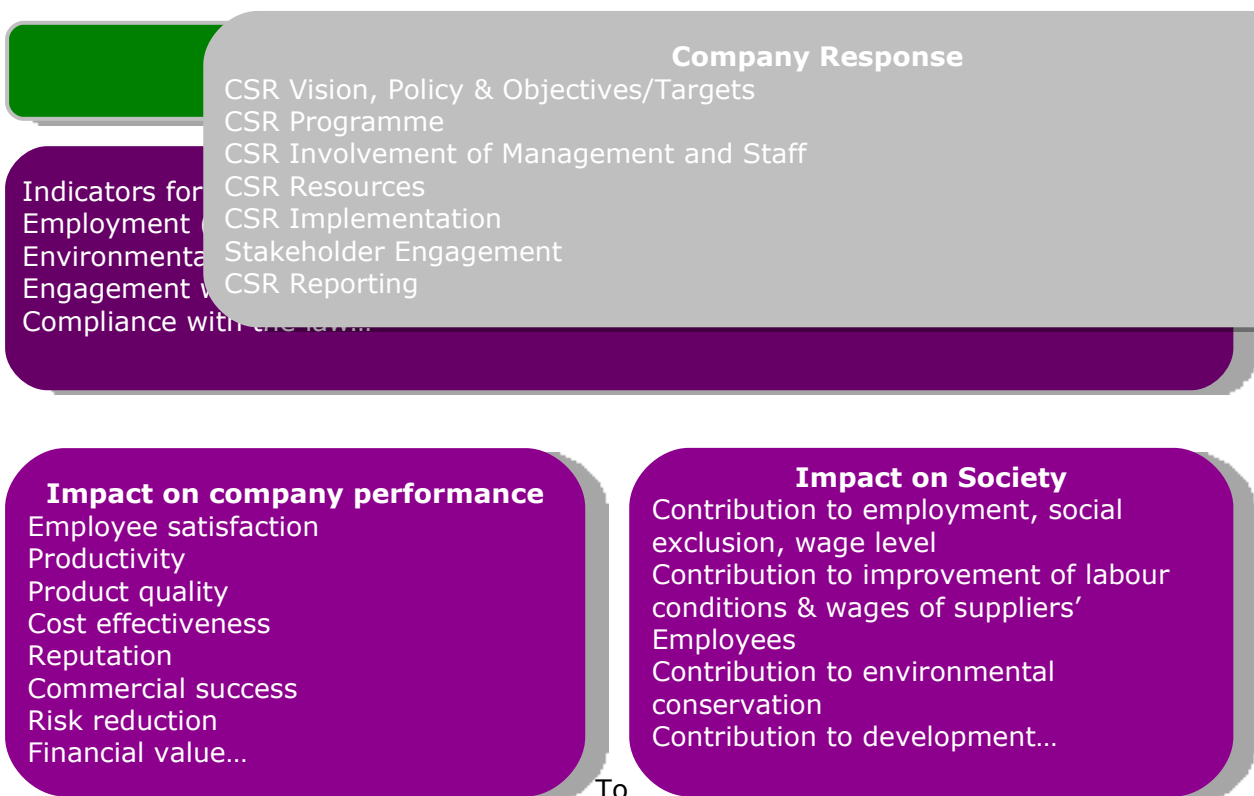 Company Response
CSR Vision, Policy & Objectives/Targets
CSR Programme
CSR Involvement of Management and Staff
CSR Resources
CSR Implementation
Stakeholder Engagement
CSR Reporting
Indicators for
Employment
Environmenta
Engagement
Compliance with the law…
Impact on company performance
Employee satisfaction
Productivity
Product quality
Cost effectiveness
Reputation
Commercial success
Risk reduction
Financial value…
Impact on Society
Contribution to employment, social
exclusion, wage level
Contribution to improvement of labour
conditions & wages of suppliers’
Employees
Contribution to environmental
conservation
Contribution to development…
To